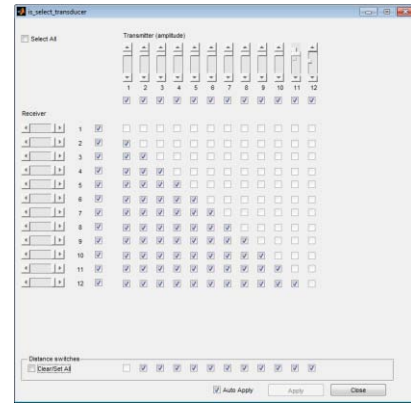 is_select_transducer
Select All
Transmitter (amplitude)
1 2 3 4 5 6 7 8 9 10 11 12
Receiver
1
2
3
4
5
6
7
8
9
10
11
12
Distance switches
Clear/Set All
Auto Apply Apply Close